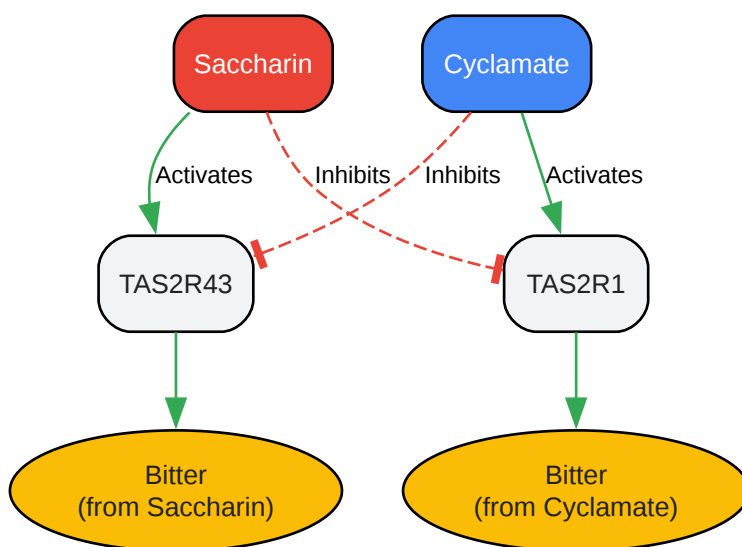 Saccharin
Cyclamate
Activates
Inhibits
Inhibits
Activates
TAS2R43
TAS2R1
Bitter
(from Saccharin)
Bitter
(from Cyclamate)